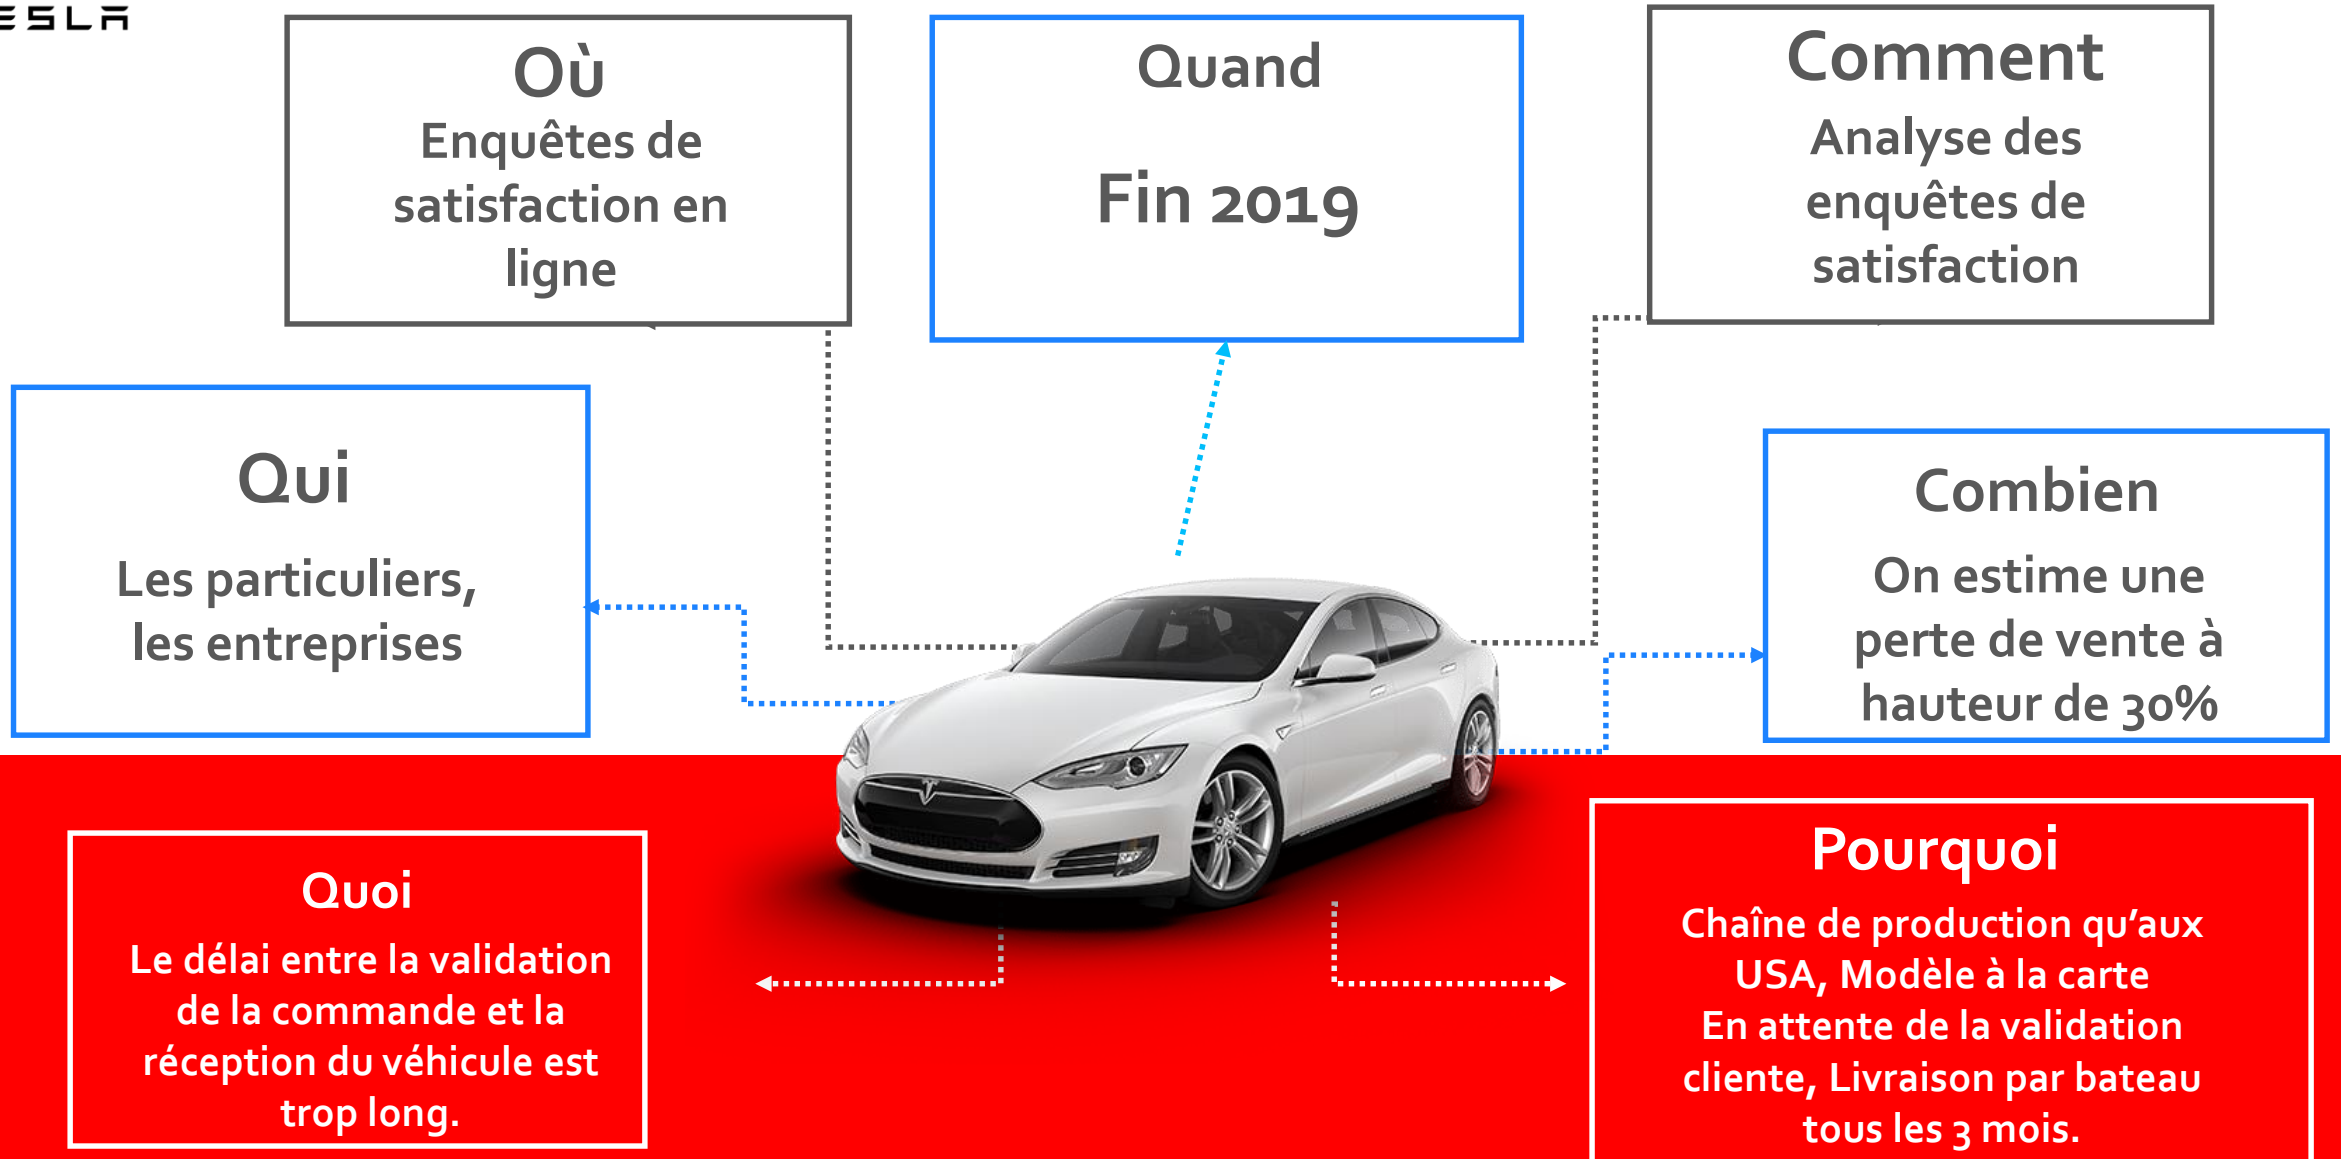 ESLA
Où
Enquêtes de
satisfaction en
ligne
Quand
Fin 2019
Comment
Analyse des
enquêtes de
satisfaction
Qui
Les particuliers,
les entreprises
Combien
On estime une
perte de vente à
hauteur de 30%
Quoi
Le délai entre la validation
de la commande et la
réception du véhicule est
trop long.
Pourquoi
Chaîne de production qu’aux
USA, Modèle à la carte
En attente de la validation
cliente, Livraison par bateau
tous les 3 mois.